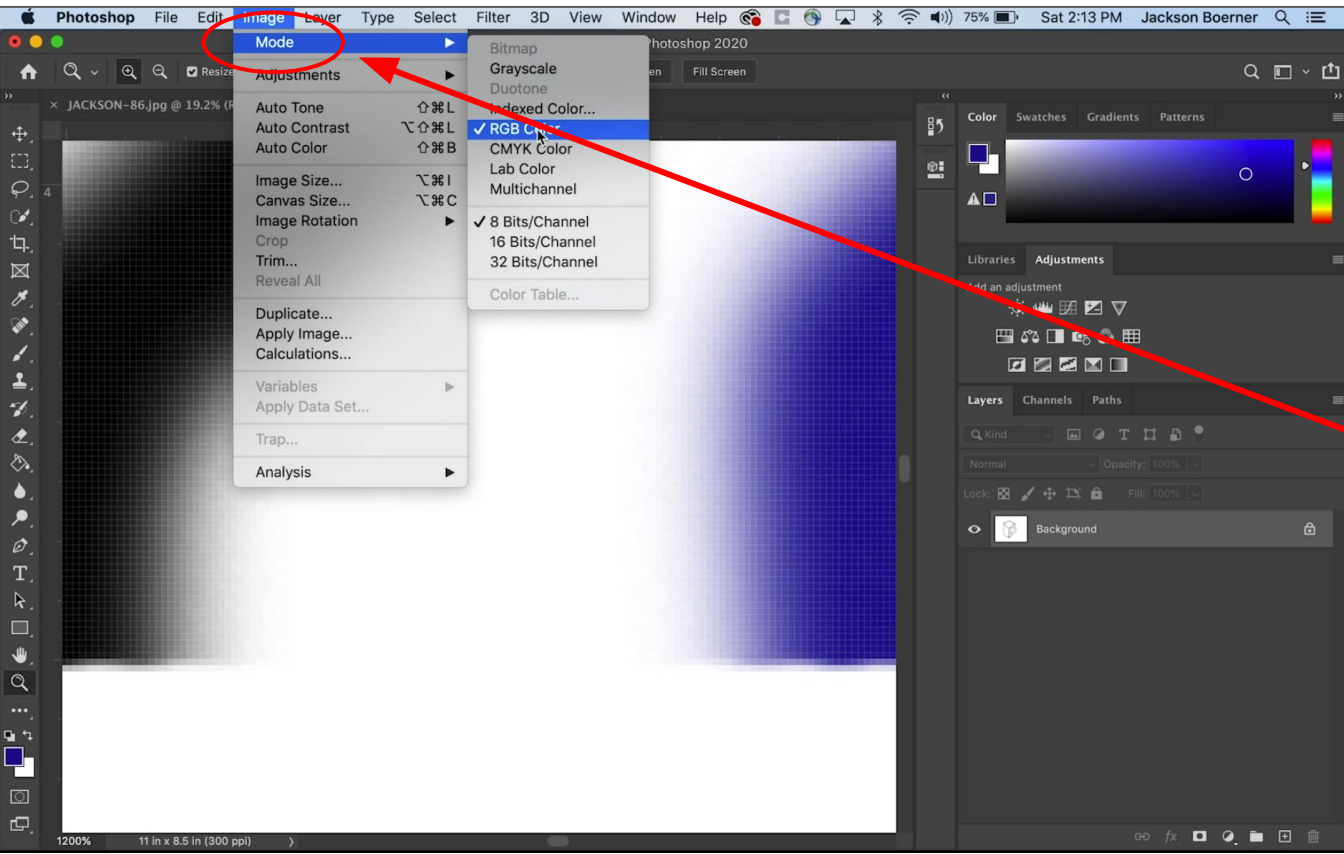 Photoshop File Edit Image Layer Type Select Filter 3D View Window Help 75% Sat 2:13 PM Jackson Boerner
Photoshop 2020
Resize
Fill Screen
JACKSON-86.jpg @ 19.2%
Mode
Adjustments
Auto Tone ⇧⌘L
Auto Contrast ⌥⇧⌘L
Auto Color ⇧⌘B
Image Size... ⌥⌘I
Canvas Size... ⌥⌘C
Image Rotation
Crop
Trim...
Reveal All
Duplicate...
Apply Image...
Calculations...
Variables
Apply Data Set...
Trap...
Analysis
Bitmap
Grayscale
Duotone
Indexed Color...
✓ RGB Color
CMYK Color
Lab Color
Multichannel
✓ 8 Bits/Channel
16 Bits/Channel
32 Bits/Channel
Color Table...
4
Color Swatches Gradients Patterns
Libraries Adjustments
Add an adjustment
Layers Channels Paths
Kind
Normal Opacity: 100%
Lock: Fill: 100%
Background
fx
1200% 11 in x 8.5 in (300 ppi)